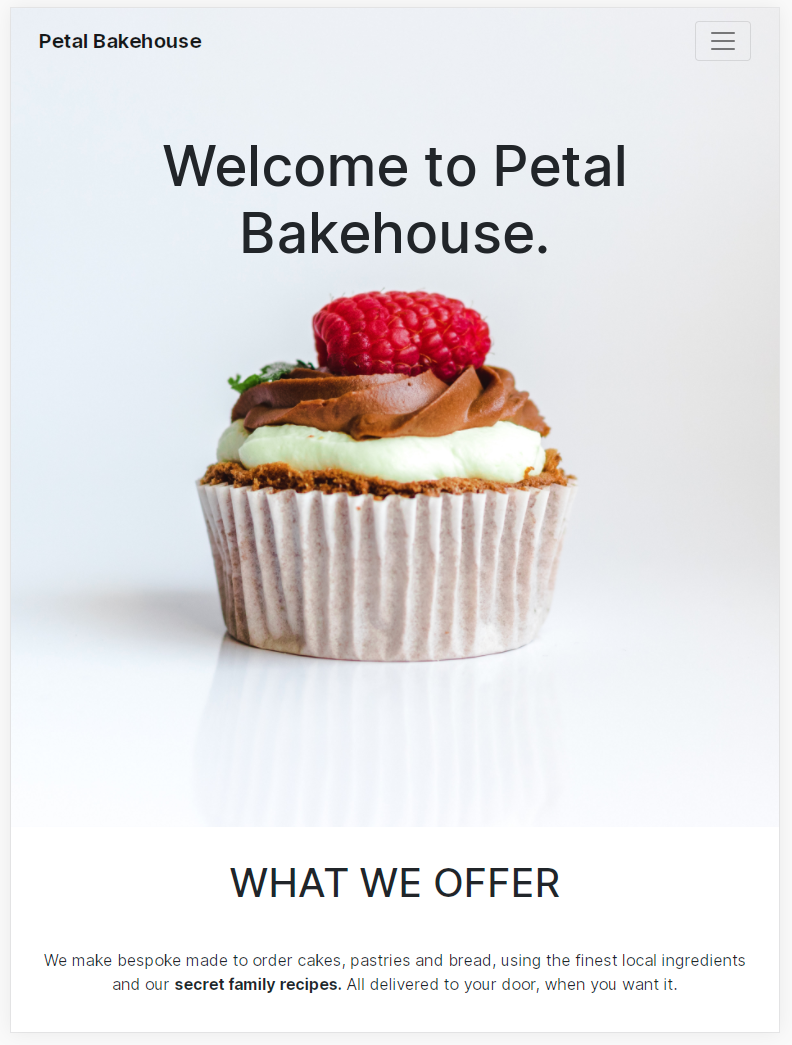 Petal Bakehouse
Welcome to Petal
Bakehouse.
WHAT WE OFFER
We make bespoke made to order cakes, pastries and bread, using the finest local ingredients
and our secret family recipes. All delivered to your door, when you want it.